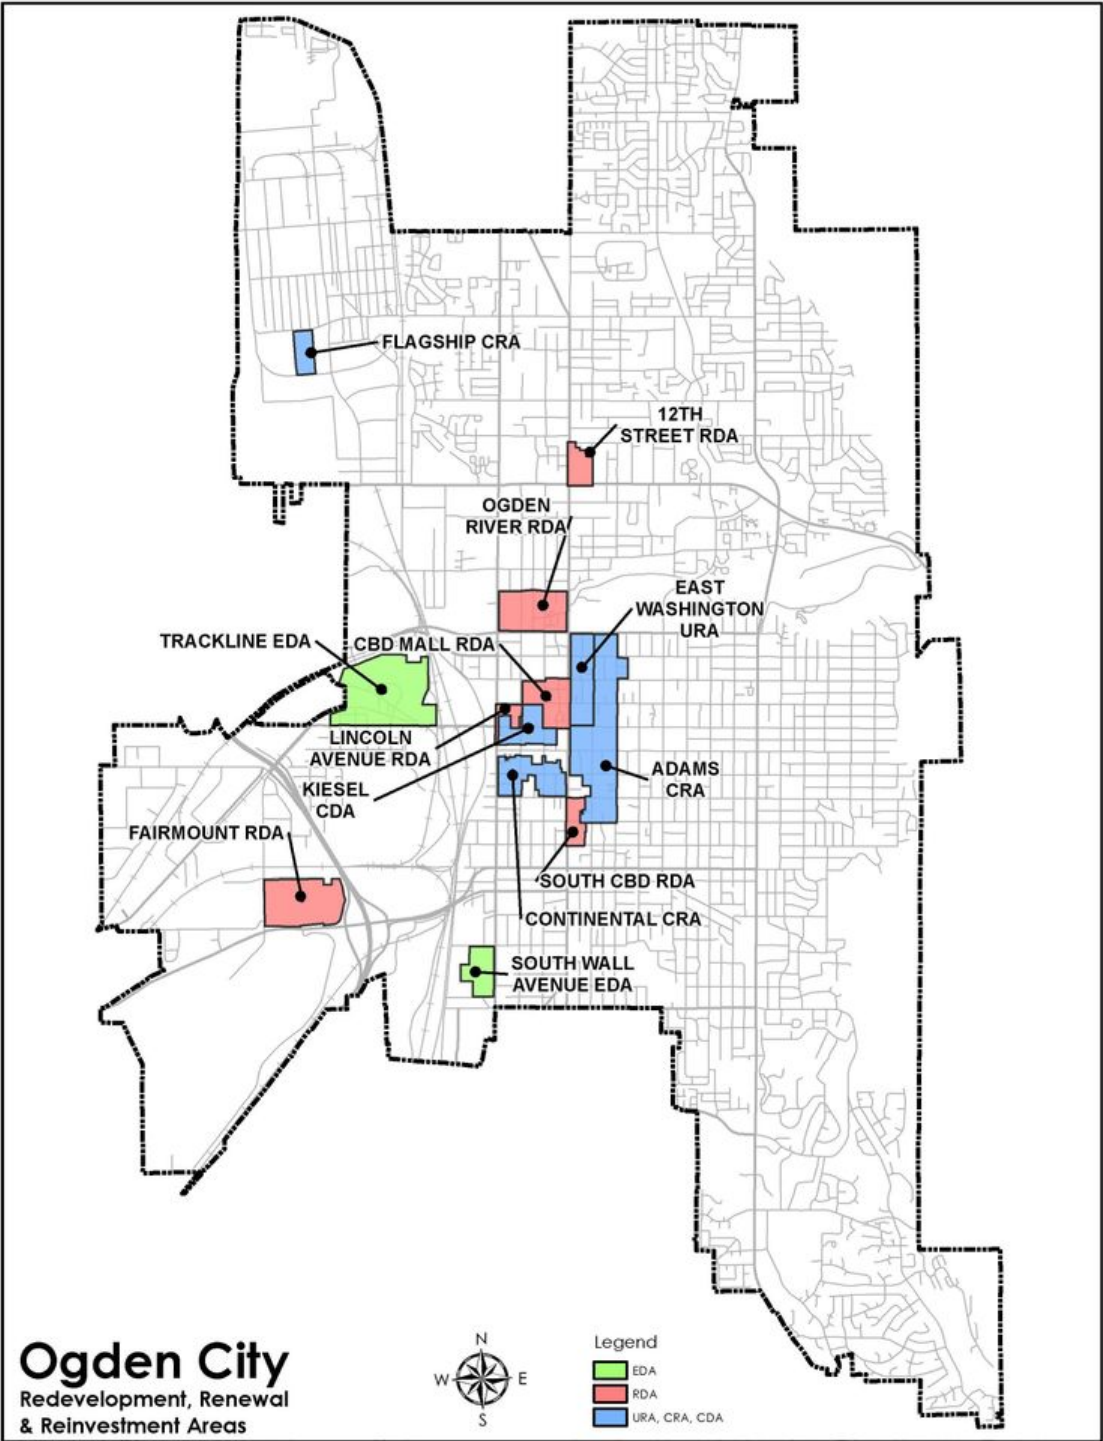 FLAGSHIP CRA
12TH
STREET RDA
OGDEN
RIVER RDA
EAST
WASHINGTON
URA
TRACKLINE EDA
CBD MALL RDA
LINCOLN
AVENUE RDA
KIESEL
CDA
ADAMS
CRA
FAIRMOUNT RDA
SOUTH CBD RDA
CONTINENTAL CRA
SOUTH WALL
AVENUE EDA
Ogden City
Redevelopment, Renewal
& Reinvestment Areas
N
W E
S
Legend
EDA
RDA
URA, CRA, CDA